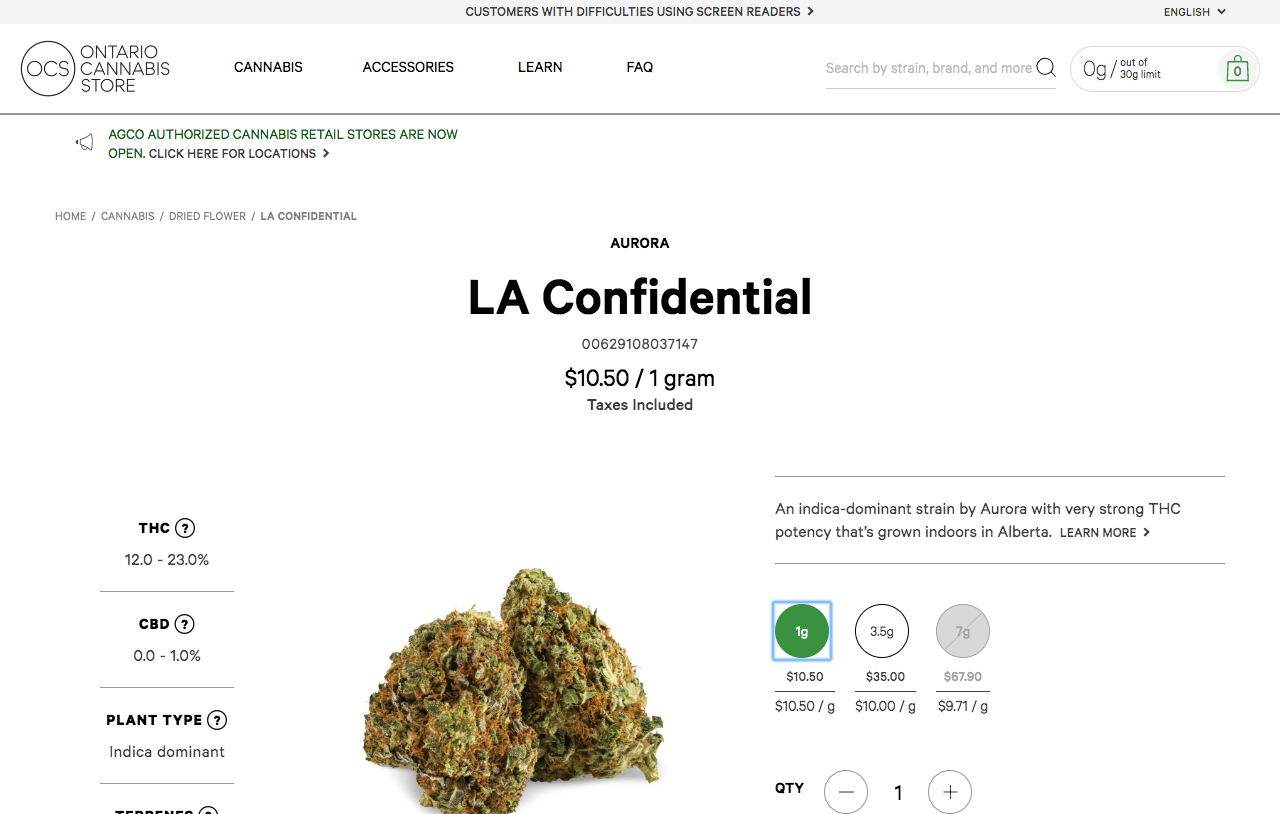 CUSTOMERS WITH DIFFICULTIES USING SCREEN READERS
ENGLISH
OCS
ONTARIO
CANNABIS
STORE
CANNABIS
ACCESSORIES
LEARN
FAQ
Search by strain, brand, and more
0g / out of
30g limit
0
AGCO AUTHORIZED CANNABIS RETAIL STORES ARE NOW
OPEN. CLICK HERE FOR LOCATIONS
HOME / CANNABIS / DRIED FLOWER / LA CONFIDENTIAL
AURORA
LA Confidential
00629108037147
$10.50 / 1 gram
Taxes Included
THC ?
12.0 - 23.0%
CBD ?
0.0 - 1.0%
PLANT TYPE ?
Indica dominant
TERPENES ?
An indica-dominant strain by Aurora with very strong THC
potency that's grown indoors in Alberta. LEARN MORE
1g 3.5g 7g
$10.50 $35.00 $67.90
$10.50 / g $10.00 / g $9.71 / g
QTY — 1 +